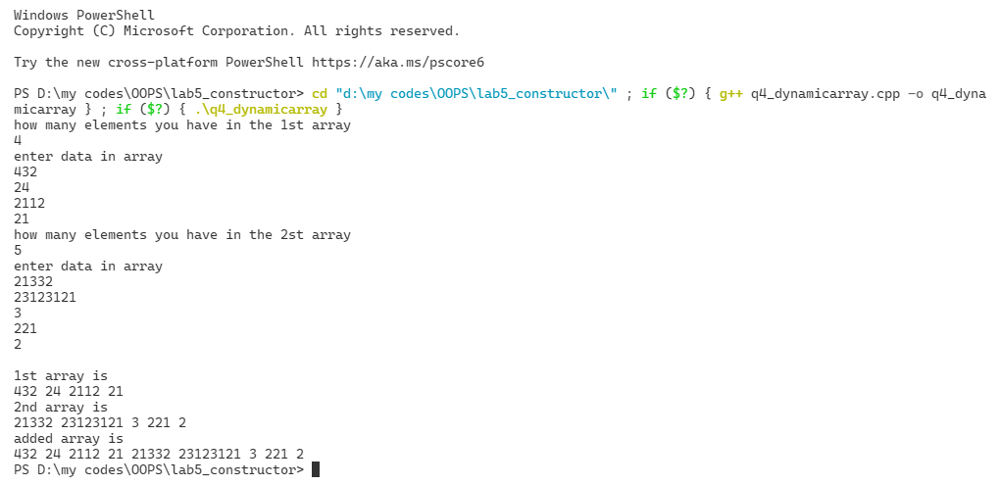 Windows PowerShell
Copyright (C) Microsoft Corporation. All rights reserved.
Try the new cross-platform PowerShell https://aka.ms/pscore6
PS D:\my codes\OOPS\lab5_constructor> cd "d:\my codes\OOPS\lab5_constructor\" ; if ($?) { g++ q4_dynamicarray.cpp -o q4_dyna
micarray } ; if ($?) { .\q4_dynamicarray }
how many elements you have in the 1st array
4
enter data in array
432
24
2112
21
how many elements you have in the 2st array
5
enter data in array
21332
23123121
3
221
2
1st array is
432 24 2112 21
2nd array is
21332 23123121 3 221 2
added array is
432 24 2112 21 21332 23123121 3 221 2
PS D:\my codes\OOPS\lab5_constructor>